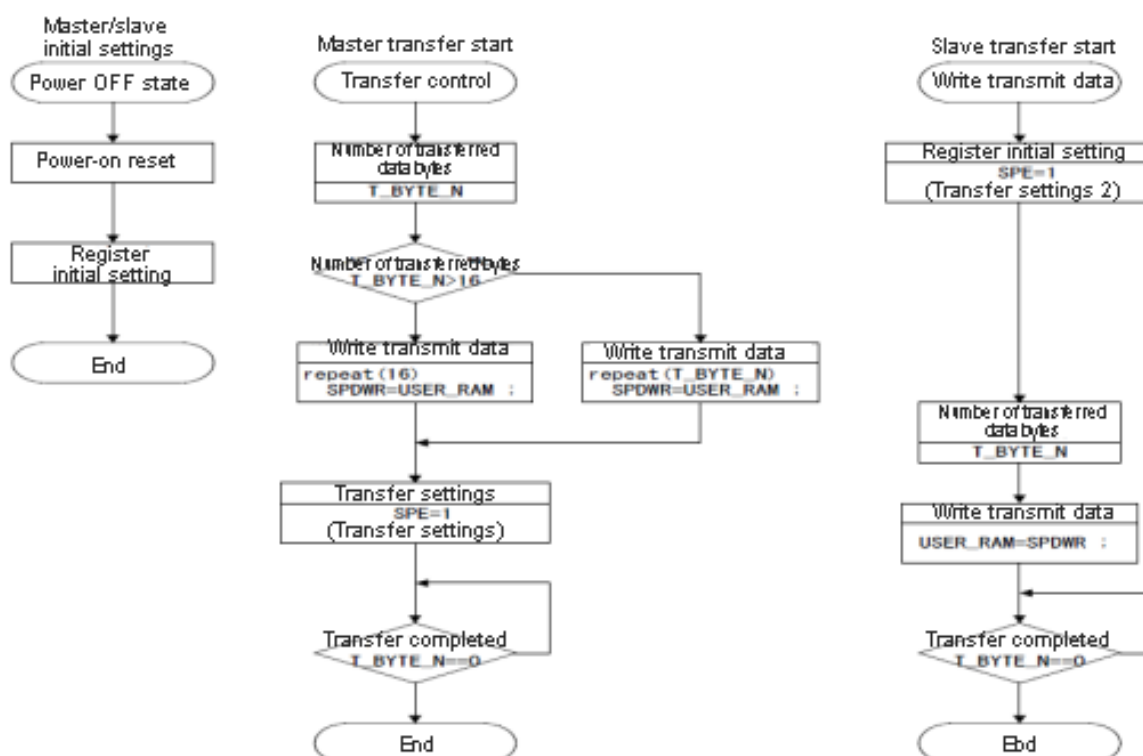 Master/slave
initial settings
Power OFF state
Power-on reset
Register
initial setting
End
Master transfer start
Transfer control
Number of transferred
data bytes
T_BYTE_N
Number of transferred bytes
T_BYTE_N>16
Write transmit data
repeat(16)
SPDWR=USER_RAM ;
Write transmit data
repeat(T_BYTE_N)
SPDWR=USER_RAM ;
Transfer settings
SPE=1
(Transfer settings)
Transfer completed
T_BYTE_N==0
End
Slave transfer start
Write transmit data
Register initial setting
SPE=1
(Transfer settings 2)
Number of transferred
data bytes
T_BYTE_N
Write transmit data
USER_RAM=SPDWR ;
Transfer completed
T_BYTE_N==0
Ebd